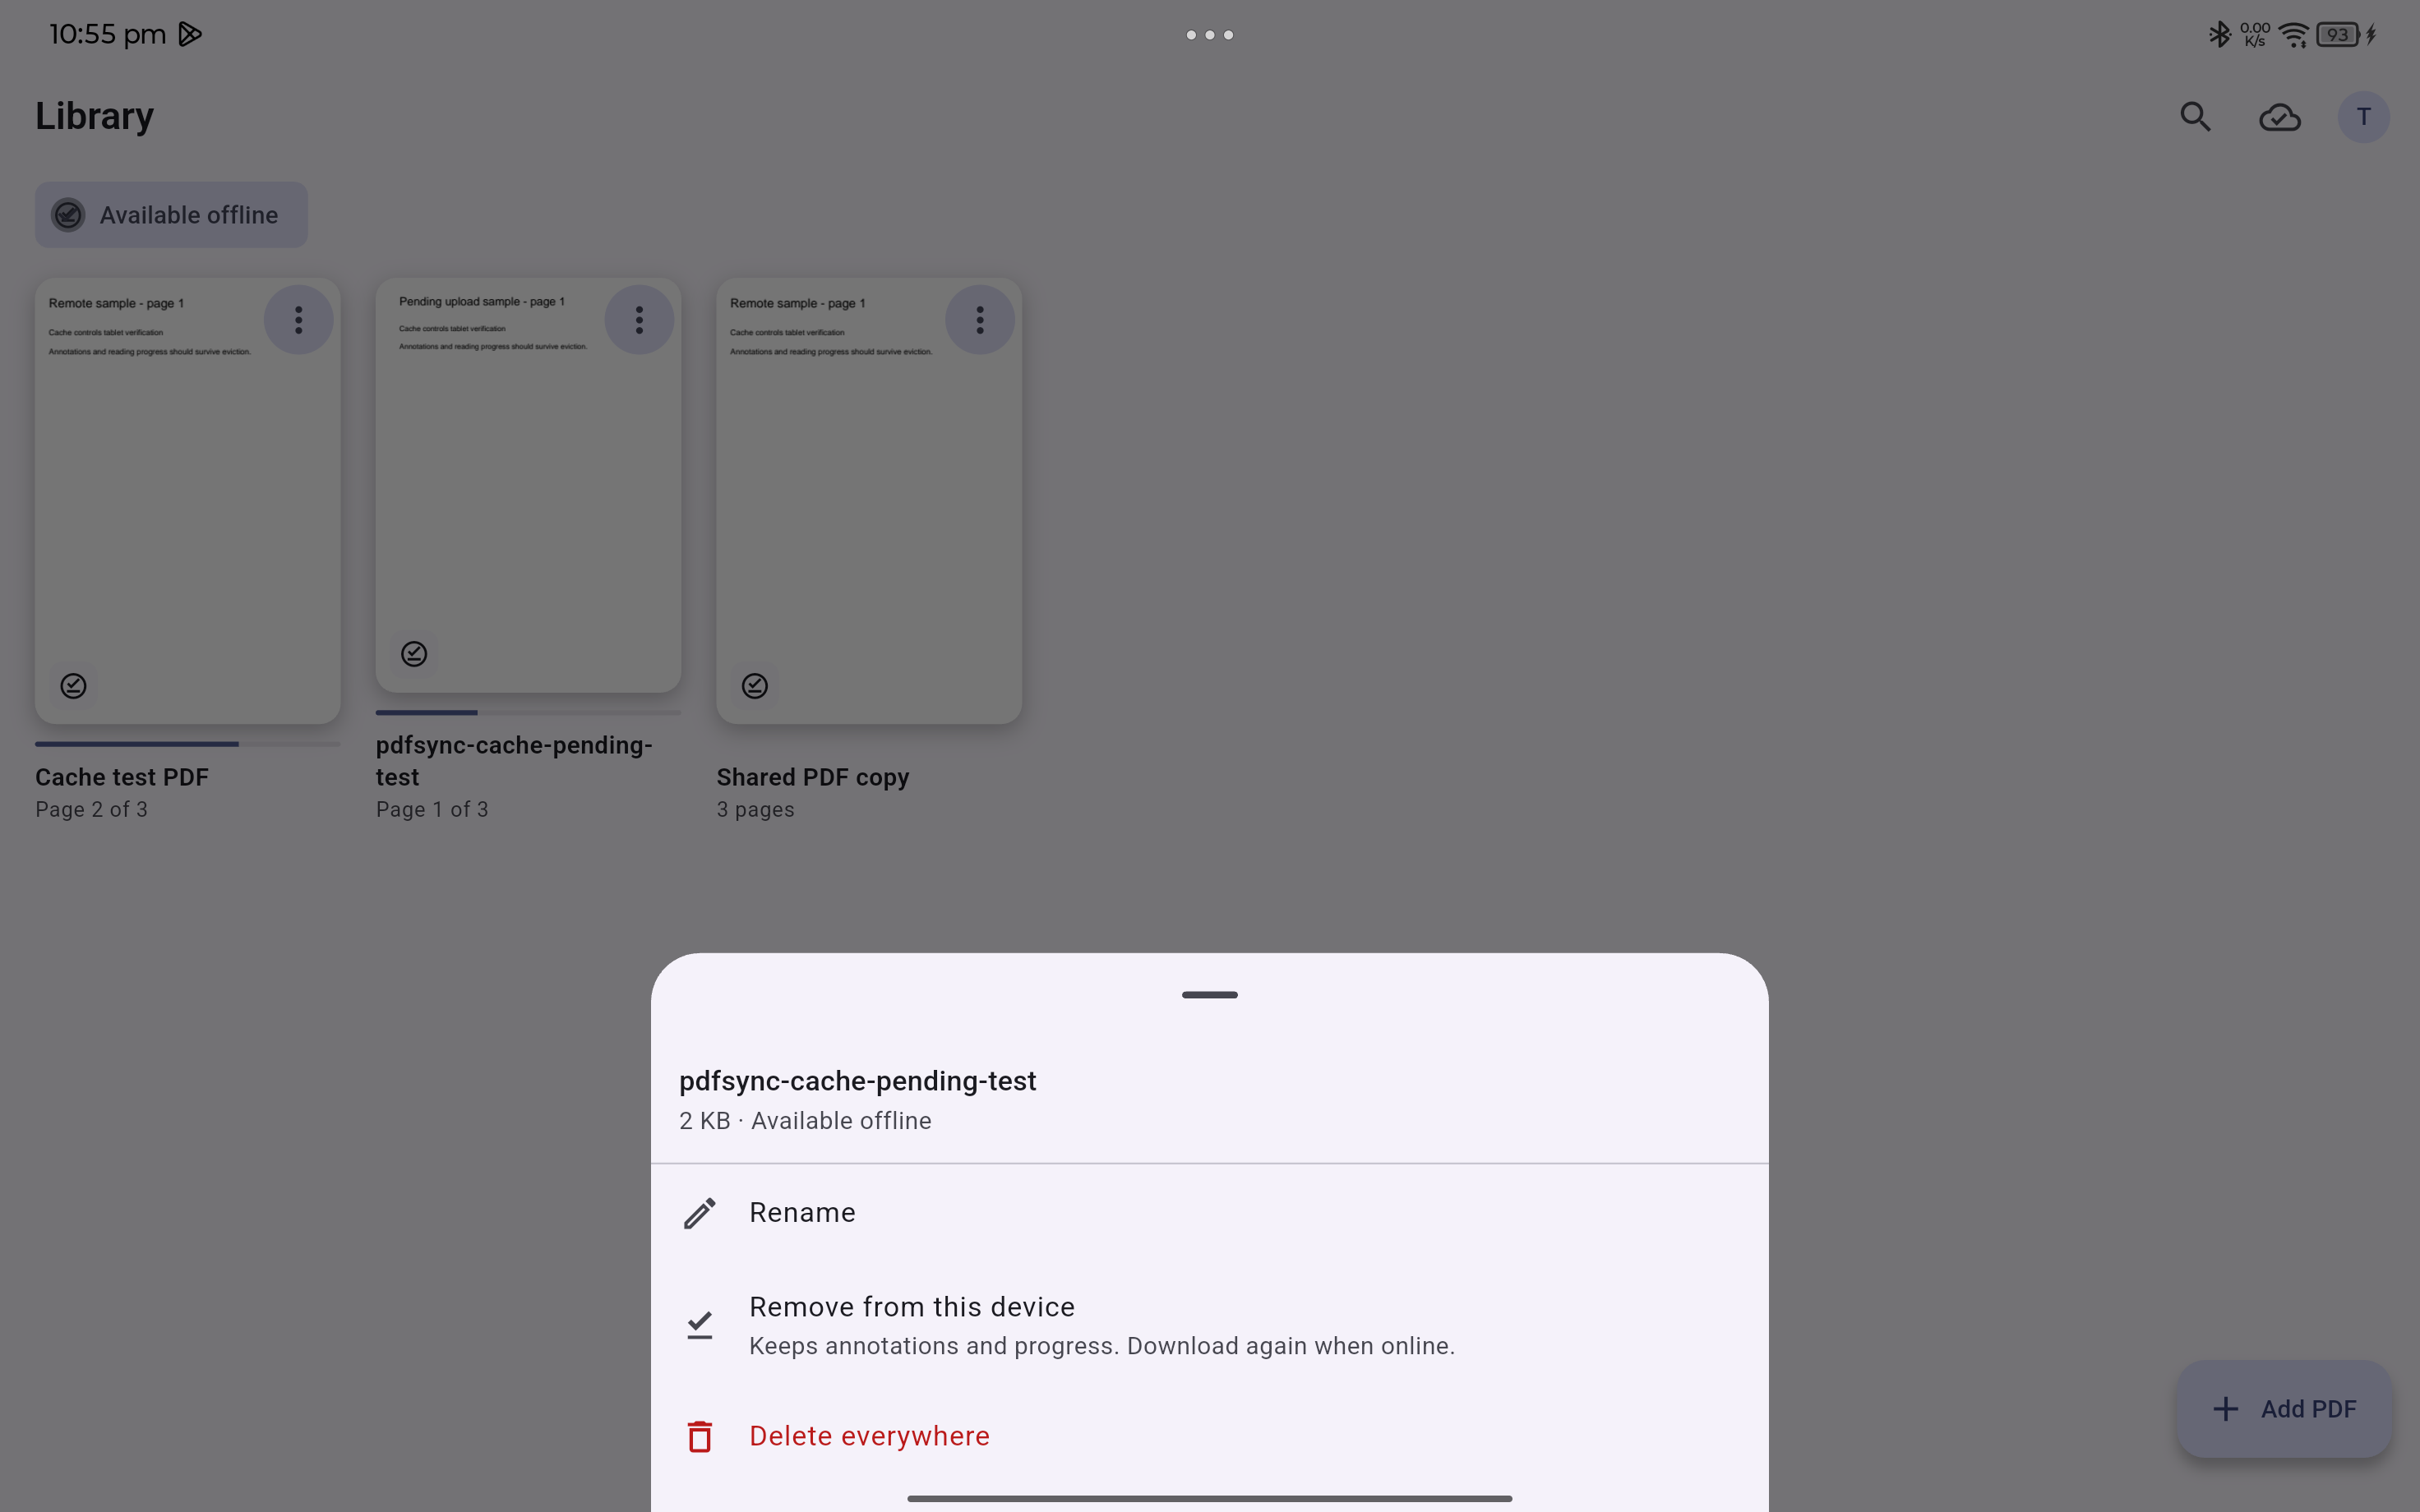 10:55 pm
0.00
K/s
93
Library
T
Available offline
Remote sample - page 1
Cache controls tablet verification
Annotations and reading progress should survive eviction.
Pending upload sample - page 1
Cache controls tablet verification
Annotations and reading progress should survive eviction.
Remote sample - page 1
Cache controls tablet verification
Annotations and reading progress should survive eviction.
Cache test PDF
Page 2 of 3
pdfsync-cache-pending-
test
Page 1 of 3
Shared PDF copy
3 pages
pdfsync-cache-pending-test
2 KB · Available offline
Rename
Remove from this device
Keeps annotations and progress. Download again when online.
Delete everywhere
Add PDF